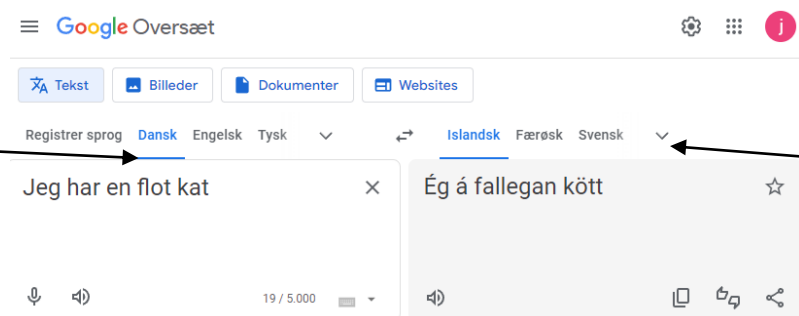 Google Oversæt
j
Tekst Billeder Dokumenter Websites
Registrer sprog Dansk Engelsk Tysk Islandsk Færøsk Svensk
Jeg har en flot kat
Ég á fallegan kött
19 / 5.000